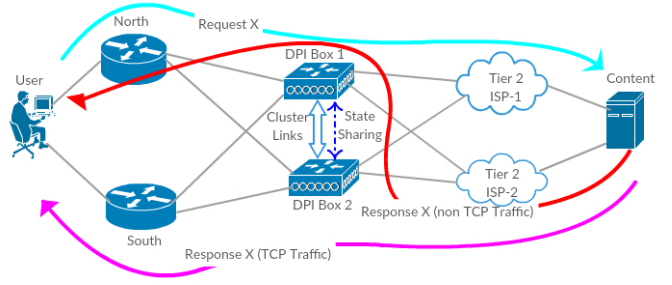 North
Request X
User
DPI Box 1
Tier 2
ISP-1
Content
Cluster
Links
State
Sharing
Tier 2
ISP-2
DPI Box 2
Response X (non TCP Traffic)
South
Response X (TCP Traffic)